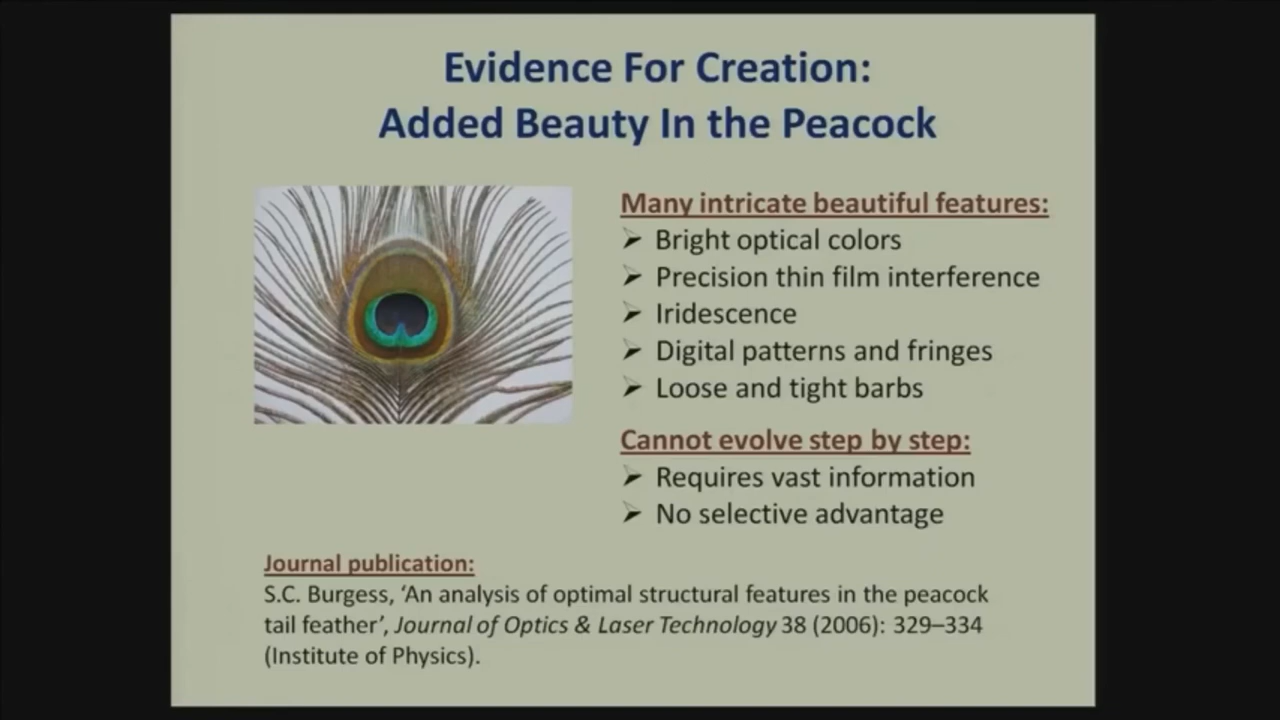 Evidence For Creation:
Added Beauty In the Peacock
Many intricate beautiful features:
➢ Bright optical colors
➢ Precision thin film interference
➢ Iridescence
➢ Digital patterns and fringes
➢ Loose and tight barbs
Cannot evolve step by step:
➢ Requires vast information
➢ No selective advantage
Journal publication:
S.C. Burgess, ‘An analysis of optimal structural features in the peacock
tail feather’, Journal of Optics & Laser Technology 38 (2006): 329–334
(Institute of Physics).